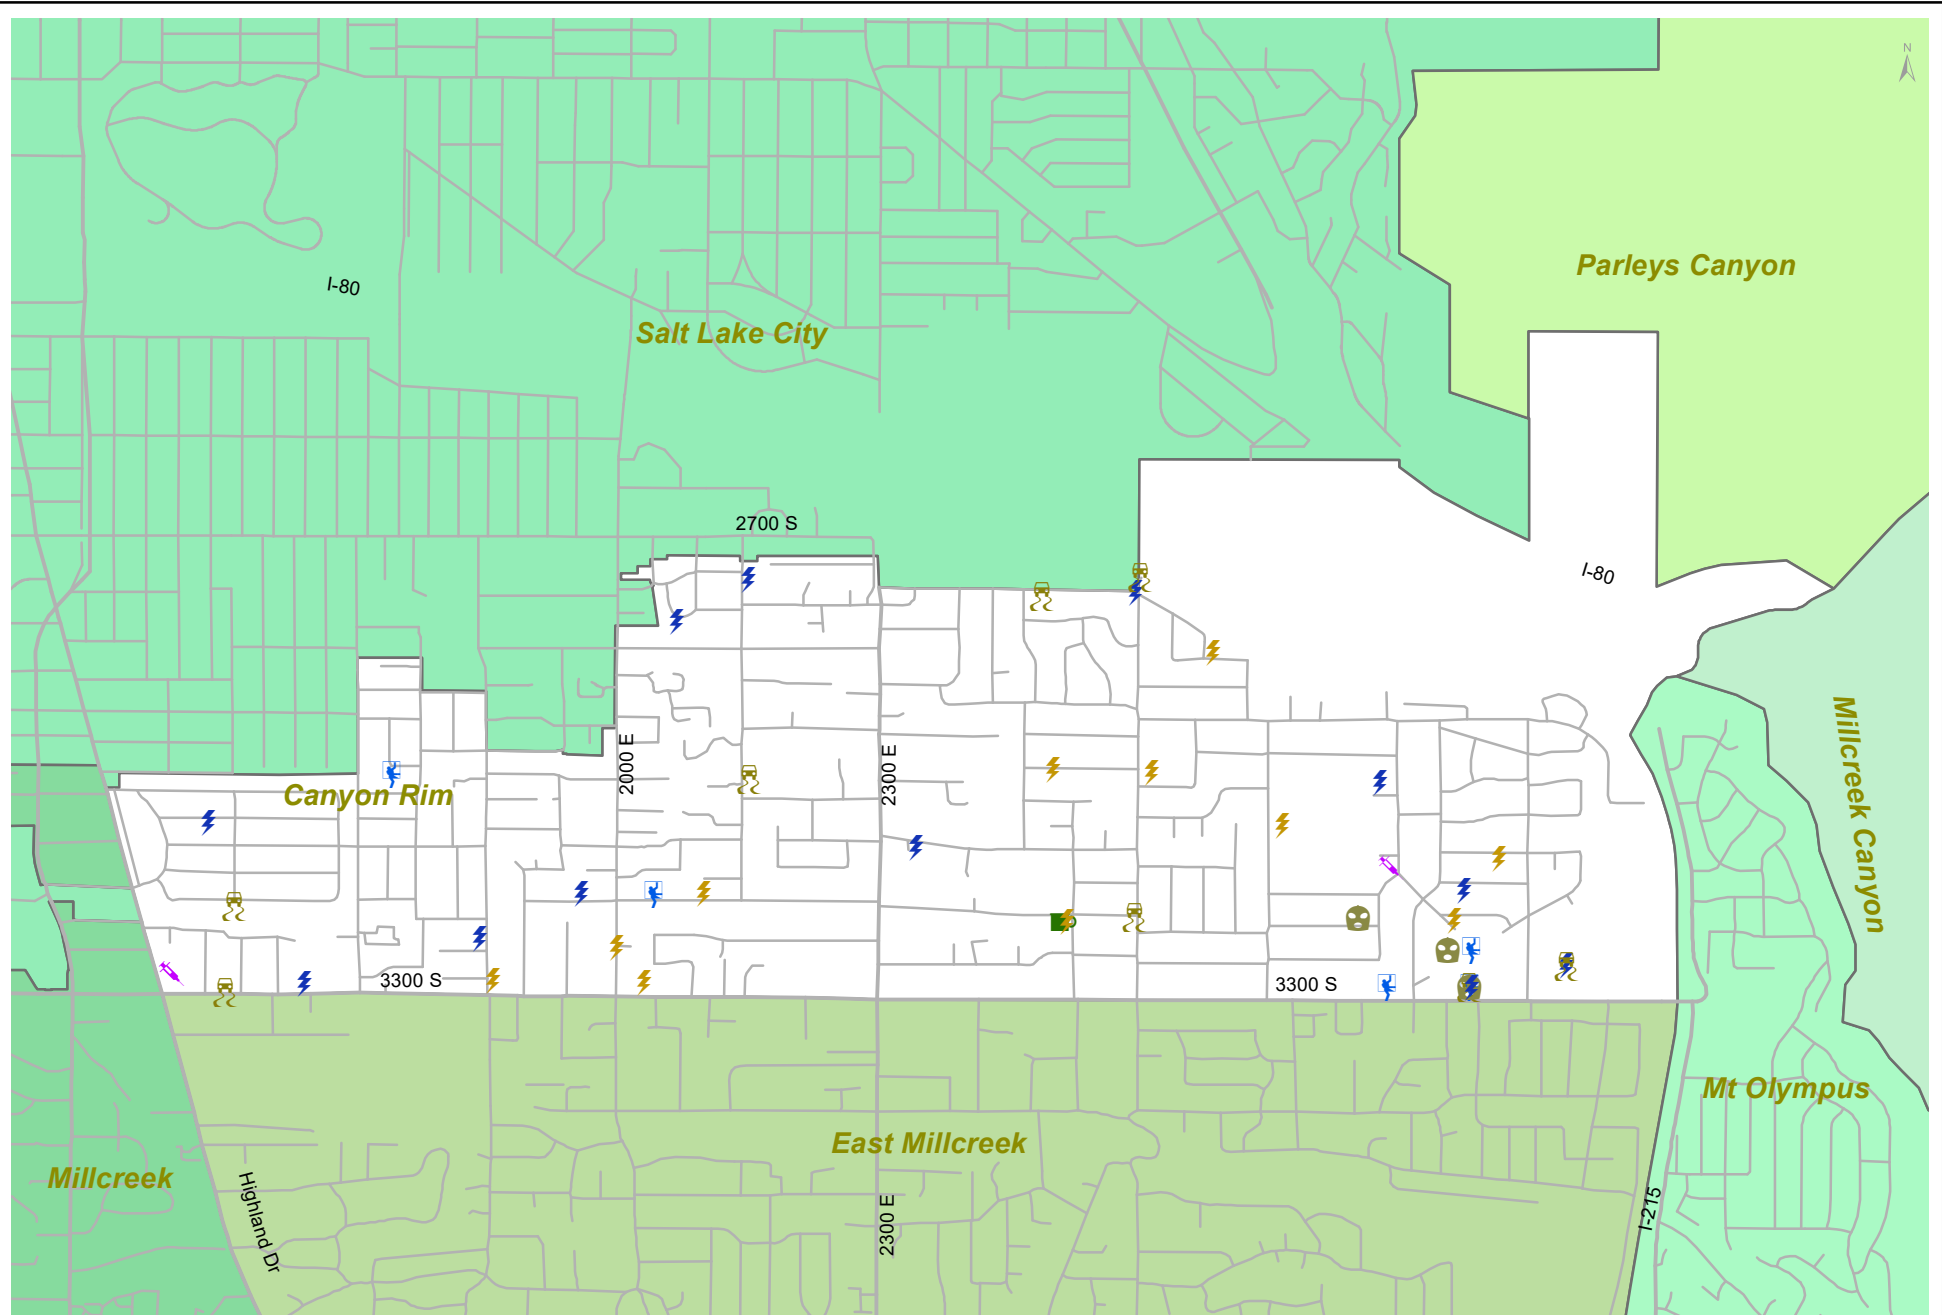 N
Parleys Canyon
I-80
Salt Lake City
2700 S
I-80
Canyon Rim
2000 E
2300 E
Millcreek Canyon
3300 S
3300 S
Mt Olympus
East Millcreek
Millcreek
Highland Dr
2300 E
I-215